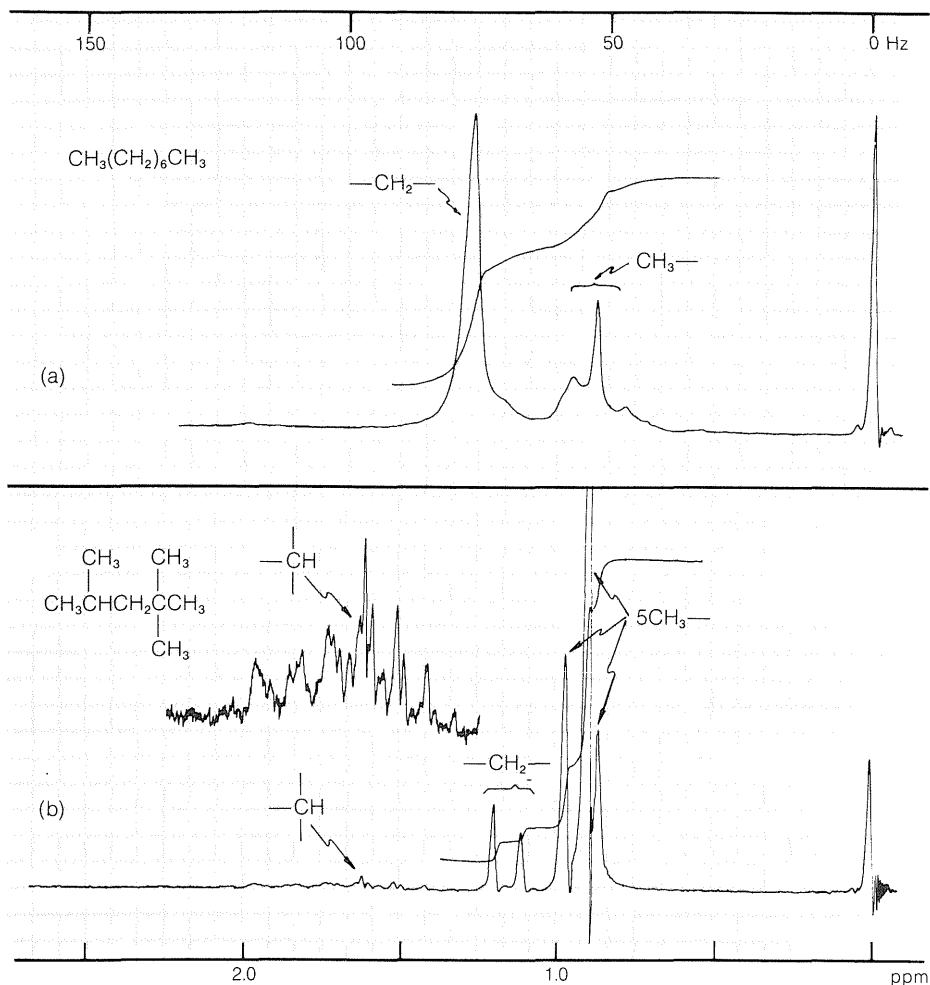 150 100 50 0 Hz
CH₃(CH₂)₆CH₃
—CH₂—
CH₃—
(a)
CH₃ CH₃
CH₃CHCH₂CCH₃
CH₃
—CH
5CH₃—
—CH₂—
—CH
(b)
2.0 1.0 ppm